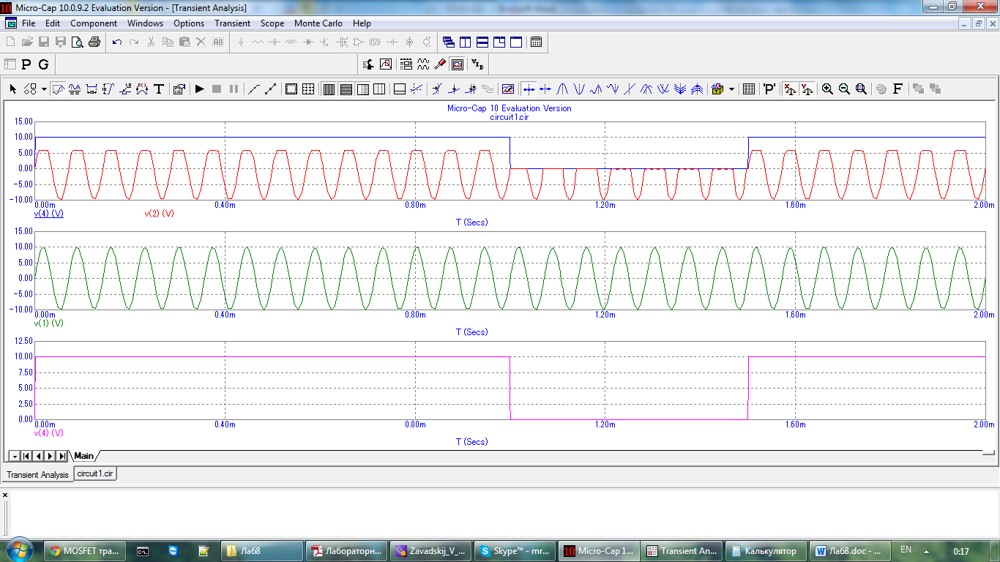 Micro-Cap 10.0.9.2 Evaluation Version - [Transient Analysis]
File Edit Component Windows Options Transient Scope Monte Carlo Help
P G
T 'P' F
Micro-Cap 10 Evaluation Version
circuit1.cir
15.00
10.00
5.00
0.00
-5.00
-10.00
0.00m 0.40m 0.80m 1.20m 1.60m 2.00m
v(4) (V) v(2) (V)
T (Secs)
15.00
10.00
5.00
0.00
-5.00
-10.00
0.00m 0.40m 0.80m 1.20m 1.60m 2.00m
v(1) (V)
T (Secs)
12.50
10.00
7.50
5.00
2.50
0.00
0.00m 0.40m 0.80m 1.20m 1.60m 2.00m
v(4) (V)
T (Secs)
Main
Transient Analysis circuit1.cir
MOSFET тра... Лаб8 Лабораторн... Zavadskij_V_... Skype™ - mr.... Micro-Cap 1... Transient An... Калькулятор Лаб8.doc - ... EN 0:17